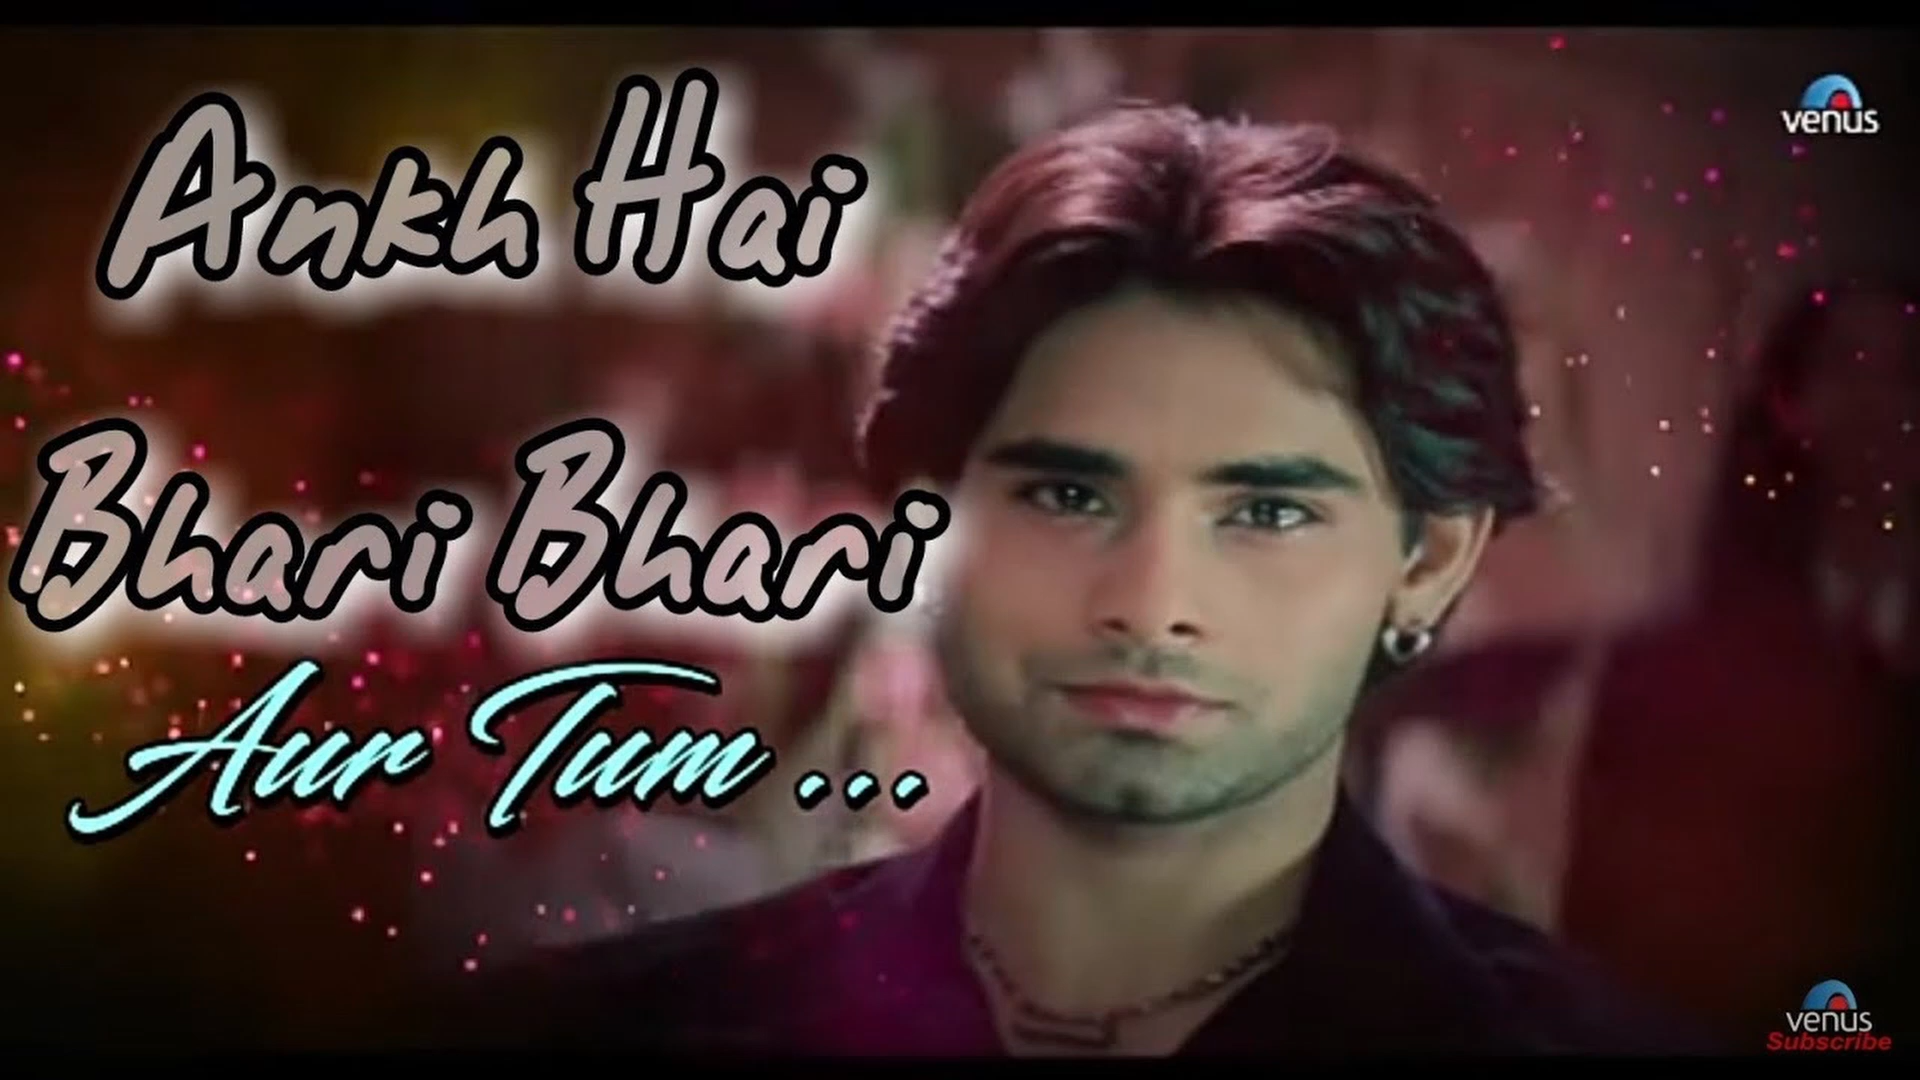 Ankh Hai
venus
Bhari Bhari
Aur Tum ...
venus
Subscribe